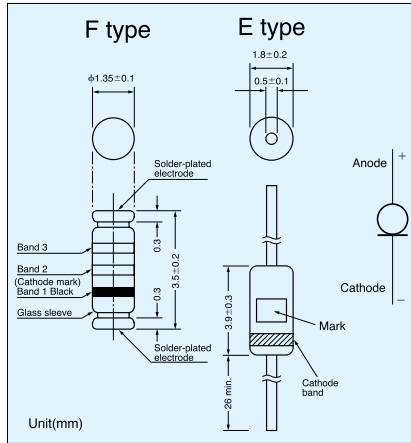 F type
E type
φ1.35±0.1
1.8±0.2
0.5±0.1
Solder-plated
electrode
Anode
+
Band 3
Band 2
(Cathode mark)
Band 1 Black
Glass sleeve
0.3
0.3
3.5±0.2
3.9±0.3
26 min.
Cathode
−
Mark
Solder-plated
electrode
Cathode
band
Unit(mm)